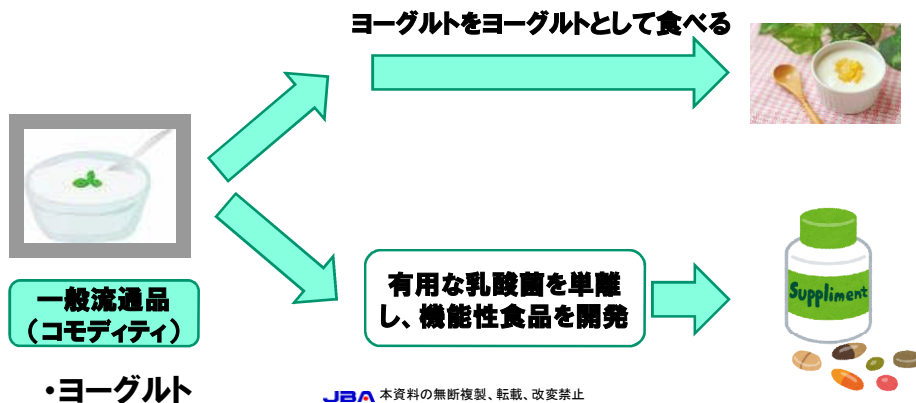 ヨーグルトをヨーグルトとして食べる
有用な乳酸菌を単離
し、機能性食品を開発
Suppliment
一般流通品
（コモディティ）
・ヨーグルト
JBA 本資料の無断複製、転載、改変禁止